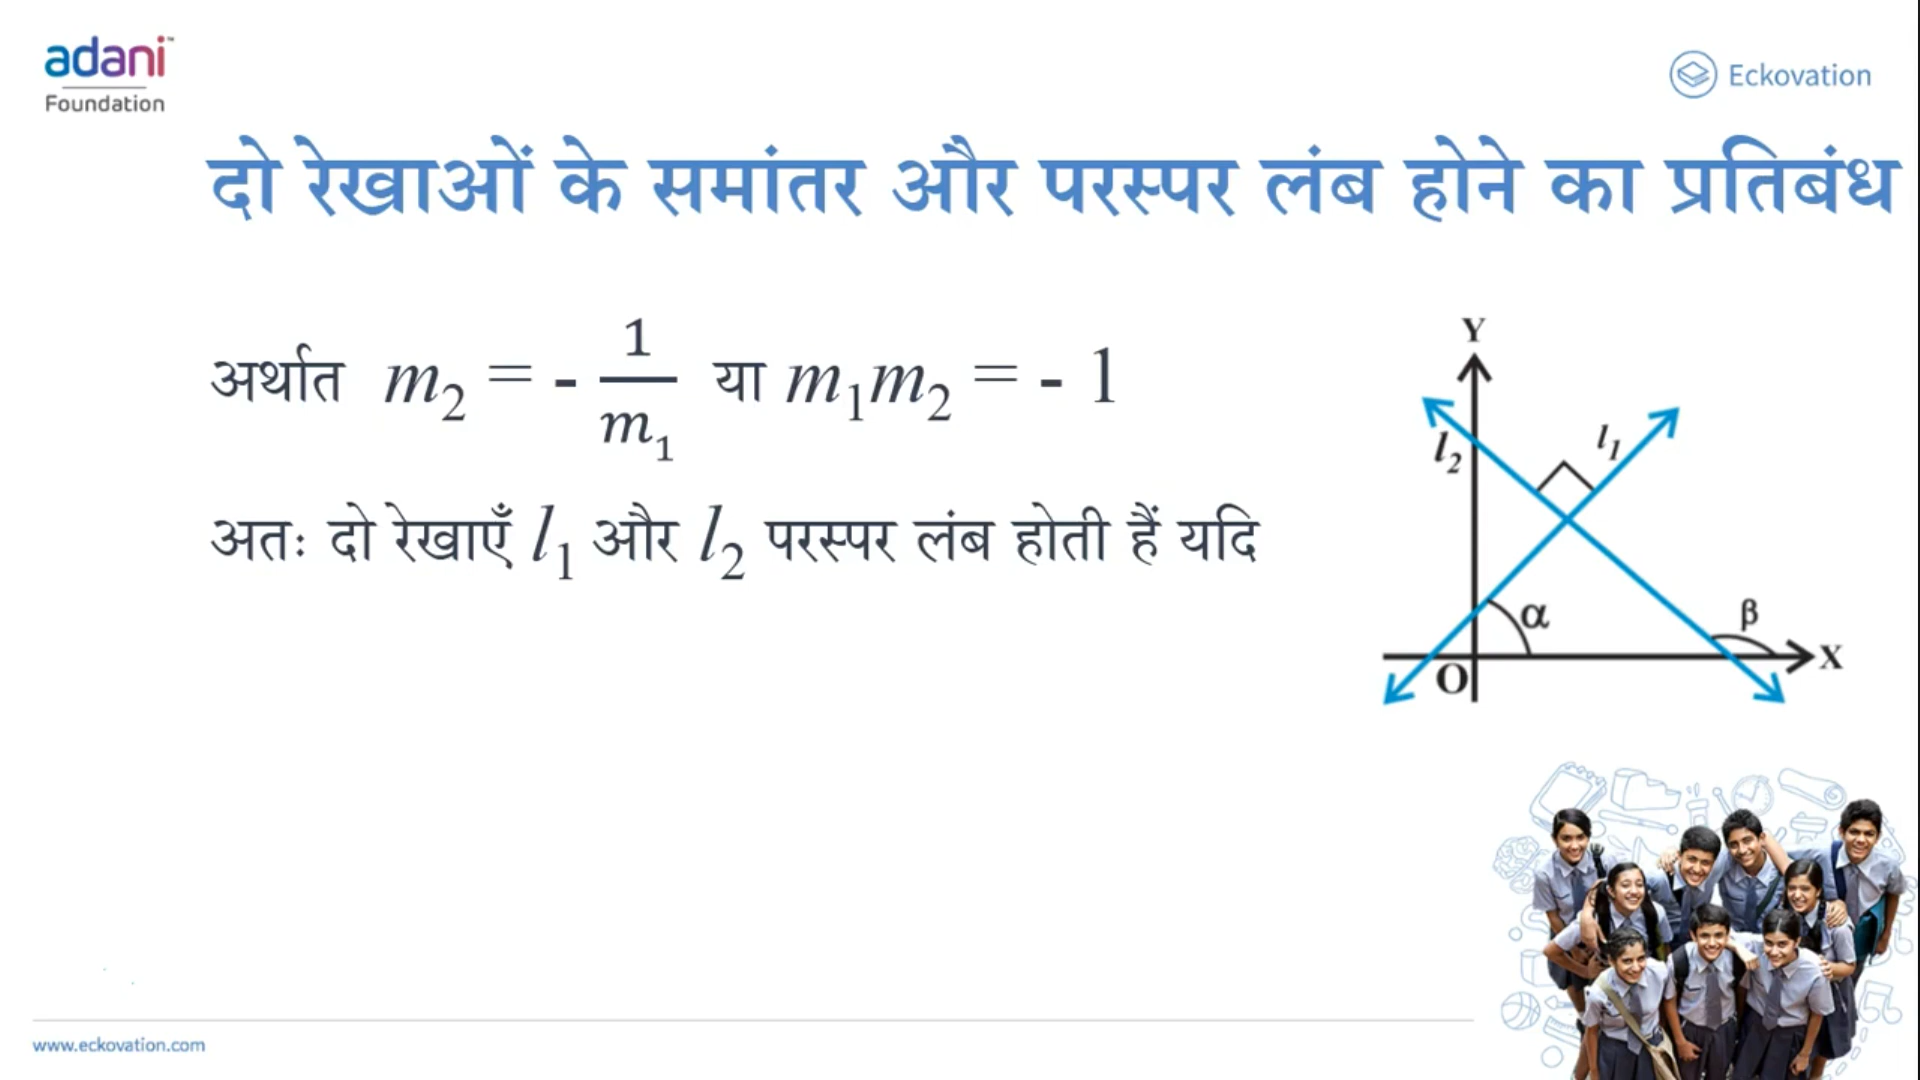 adani™
Foundation
Eckovation
दो रेखाओं के समांतर और परस्पर लंब होने का प्रतिबंध
अर्थात m₂ = - 1/m₁ या m₁m₂ = - 1
अतः दो रेखाएँ l₁ और l₂ परस्पर लंब होती हैं यदि
Y
l₂
l₁
α
β
X
O
www.eckovation.com